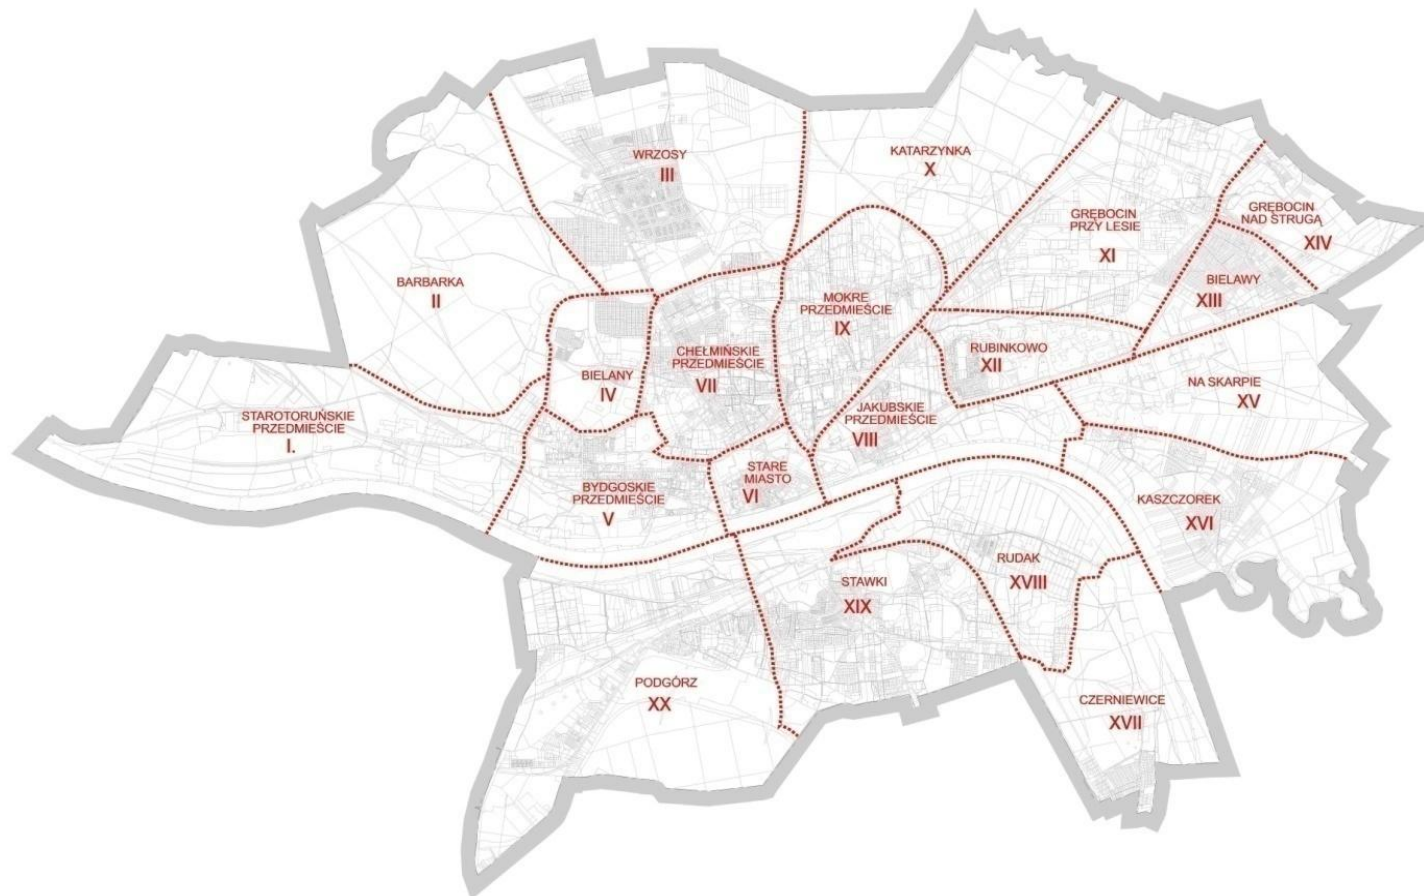 WRZOSY
III
KATARZYNKA
X
GRĘBOCIN
PRZY LESIE
XI
GRĘBOCIN
NAD STRUGĄ
XIV
BARBARKA
II
BIELAWY
XIII
MOKRE
PRZEDMIEŚCIE
IX
CHEŁMIŃSKIE
PRZEDMIEŚCIE
VII
RUBINKOWO
XII
BIELANY
IV
NA SKARPIE
XV
STAROTORUŃSKIE
PRZEDMIEŚCIE
I.
JAKUBSKIE
PRZEDMIEŚCIE
VIII
STARE
MIASTO
VI
BYDGOSKIE
PRZEDMIEŚCIE
V
KASZCZOREK
XVI
RUDAK
XVIII
STAWKI
XIX
PODGÓRZ
XX
CZERNIEWICE
XVII